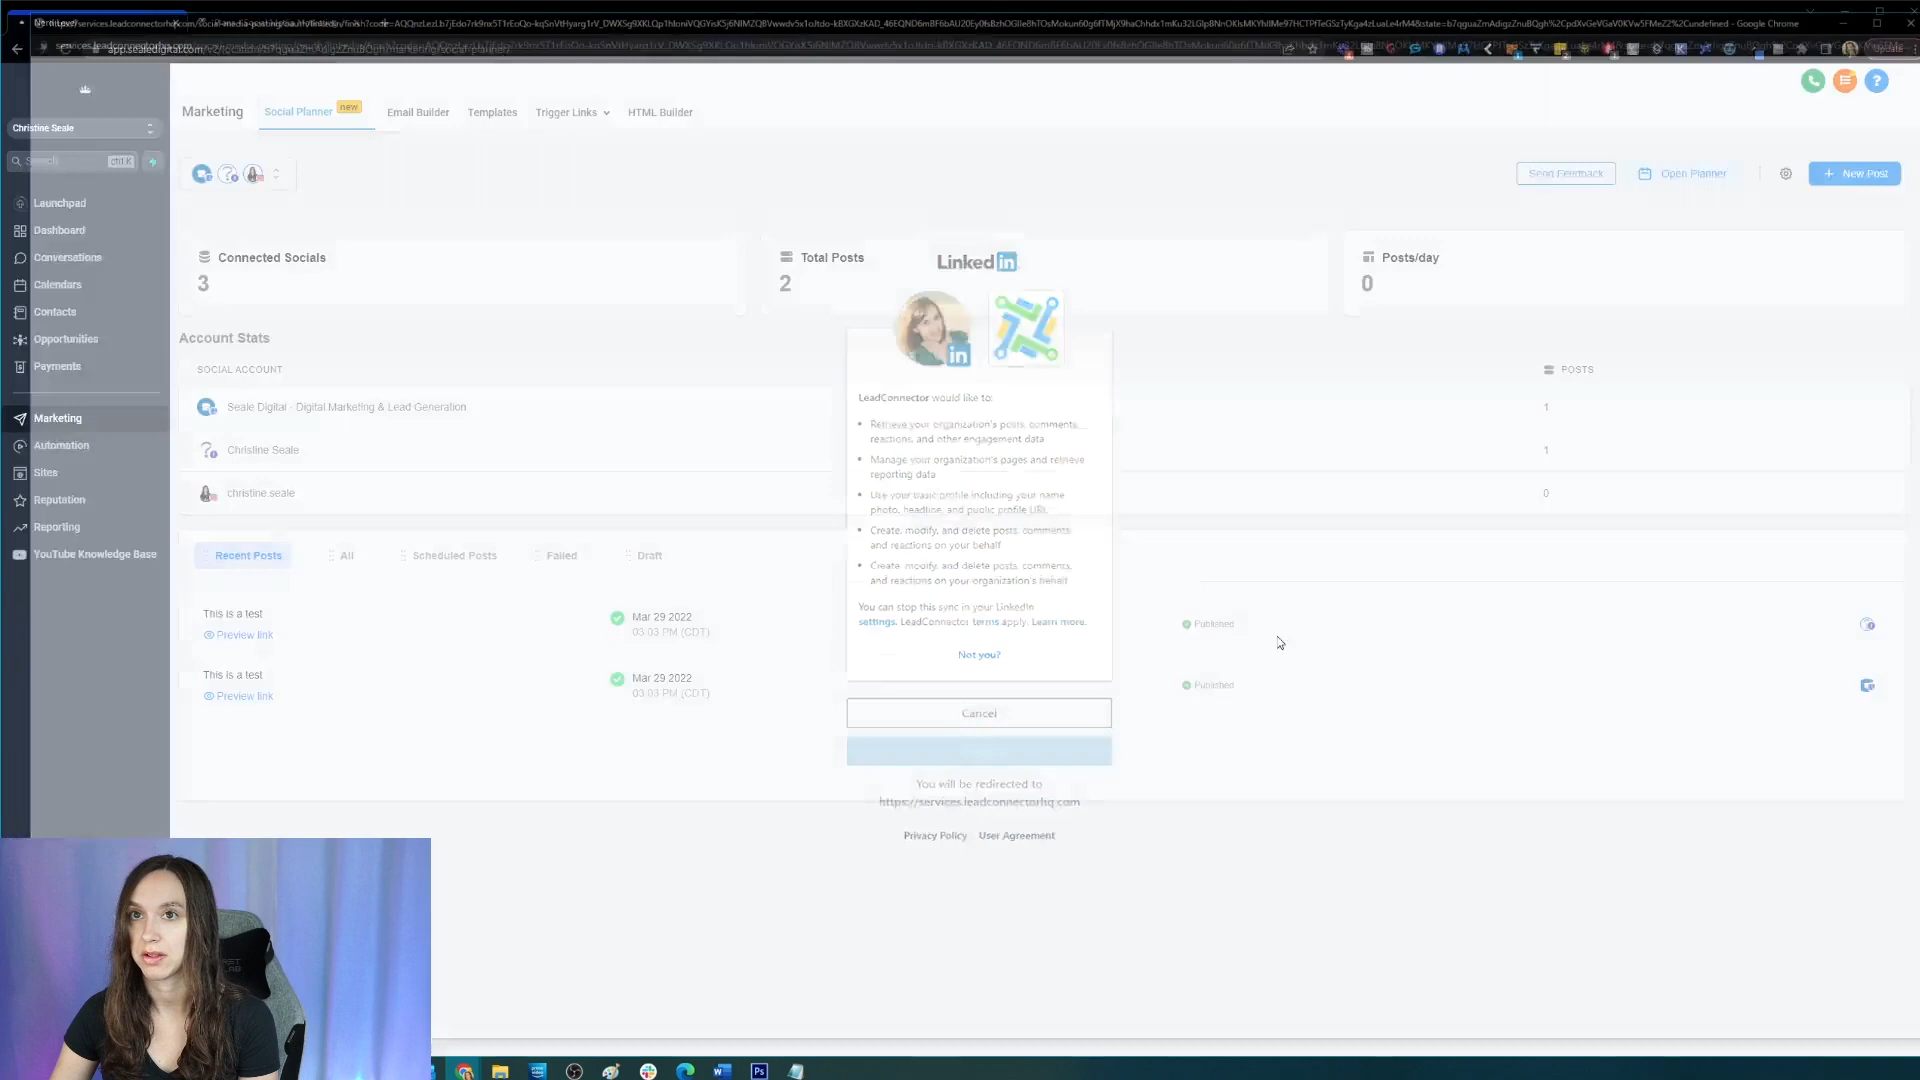 Christine Seale
Search
ctrl K
Launchpad
Dashboard
Conversations
Calendars
Contacts
Opportunities
Payments
Marketing
Automation
Sites
Reputation
Reporting
YouTube Knowledge Base
Marketing
Social Planner
new
Email Builder
Templates
Trigger Links
HTML Builder
Send Feedback
Open Planner
+ New Post
Connected Socials
3
Total Posts
2
Posts/day
0
Account Stats
SOCIAL ACCOUNT
POSTS
Seale Digital - Digital Marketing & Lead Generation
1
Christine Seale
1
christine.seale
0
Recent Posts
All
Scheduled Posts
Failed
Draft
This is a test
Preview link
Mar 29 2022
03:03 PM (CDT)
Published
This is a test
Preview link
Mar 29 2022
03:03 PM (CDT)
Published
Linked in
in
LeadConnector would like to:
Retrieve your organization's posts, comments,
reactions, and other engagement data
Manage your organization's pages and retrieve
reporting data
Use your basic profile including your name
photo, headline, and public profile URL
Create, modify, and delete posts, comments
and reactions on your behalf
Create, modify, and delete posts, comments,
and reactions on your organization's behalf
You can stop this sync in your LinkedIn
settings. LeadConnector terms apply. Learn more.
Not you?
Cancel
You will be redirected to
https://services.leadconnectorhq.com
Privacy Policy
User Agreement
Google Chrome
Update
W
Ps